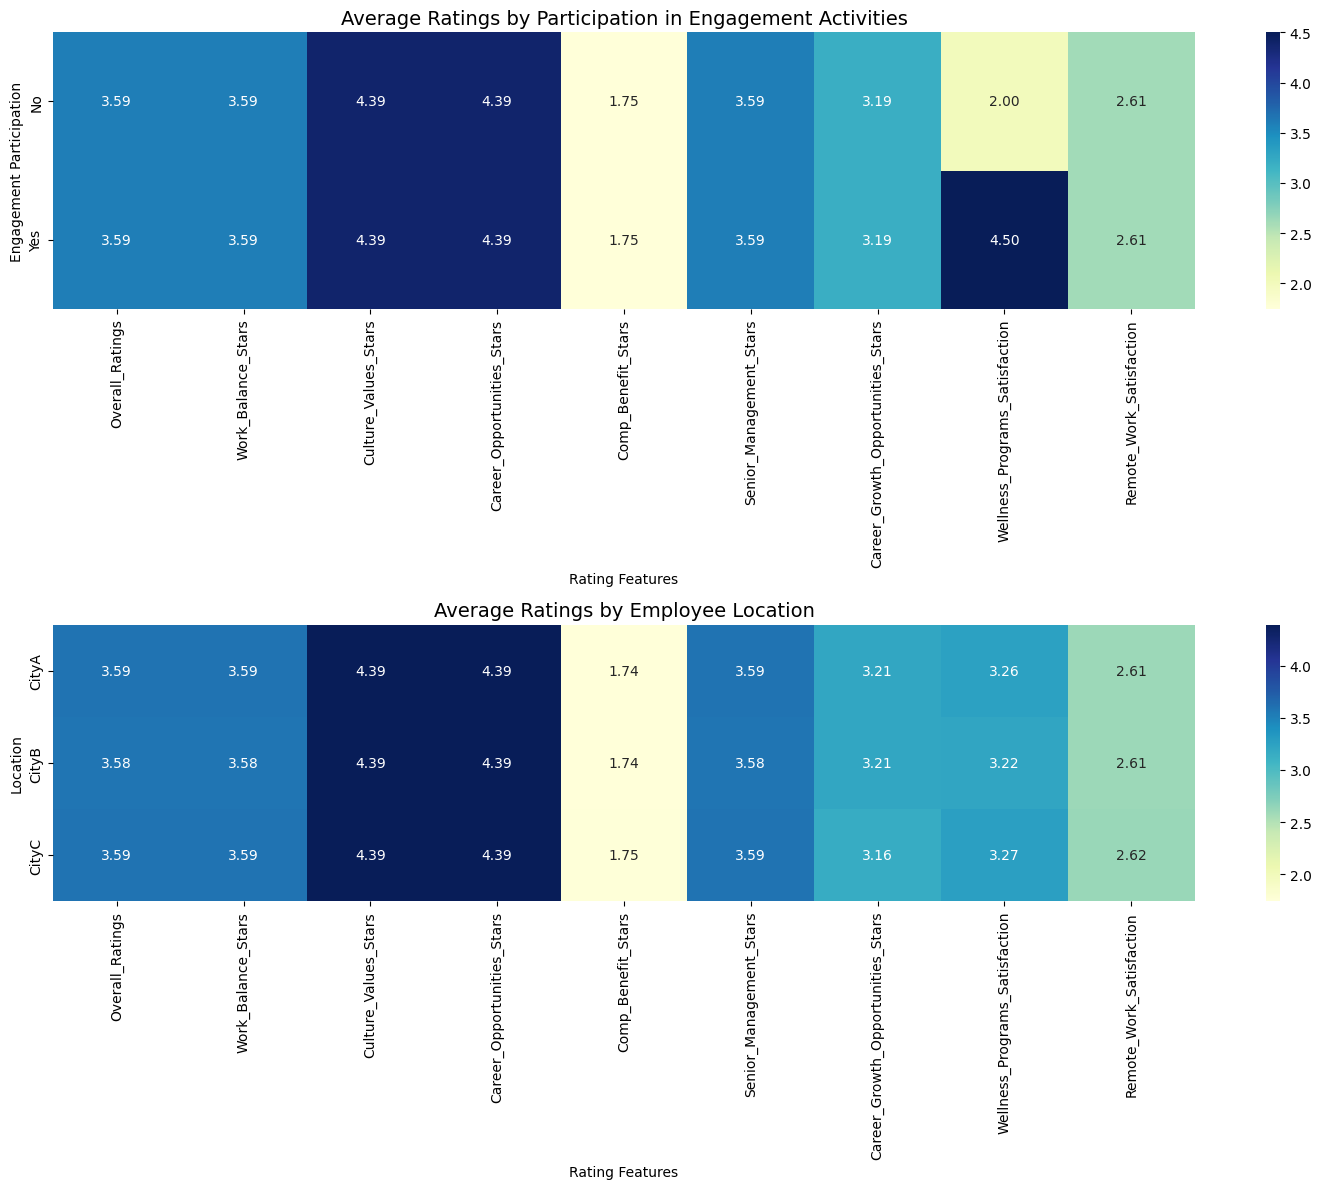 Average Ratings by Participation in Engagement Activities
Engagement Participation
No
3.59 3.59 4.39 4.39 1.75 3.59 3.19 2.00 2.61
Yes
3.59 3.59 4.39 4.39 1.75 3.59 3.19 4.50 2.61
4.5
4.0
3.5
3.0
2.5
2.0
Overall_Ratings
Work_Balance_Stars
Culture_Values_Stars
Career_Opportunities_Stars
Comp_Benefit_Stars
Senior_Management_Stars
Career_Growth_Opportunities_Stars
Wellness_Programs_Satisfaction
Remote_Work_Satisfaction
Rating Features
Average Ratings by Employee Location
Location
CityA
3.59 3.59 4.39 4.39 1.74 3.59 3.21 3.26 2.61
CityB
3.58 3.58 4.39 4.39 1.74 3.58 3.21 3.22 2.61
CityC
3.59 3.59 4.39 4.39 1.75 3.59 3.16 3.27 2.62
4.0
3.5
3.0
2.5
2.0
Overall_Ratings
Work_Balance_Stars
Culture_Values_Stars
Career_Opportunities_Stars
Comp_Benefit_Stars
Senior_Management_Stars
Career_Growth_Opportunities_Stars
Wellness_Programs_Satisfaction
Remote_Work_Satisfaction
Rating Features